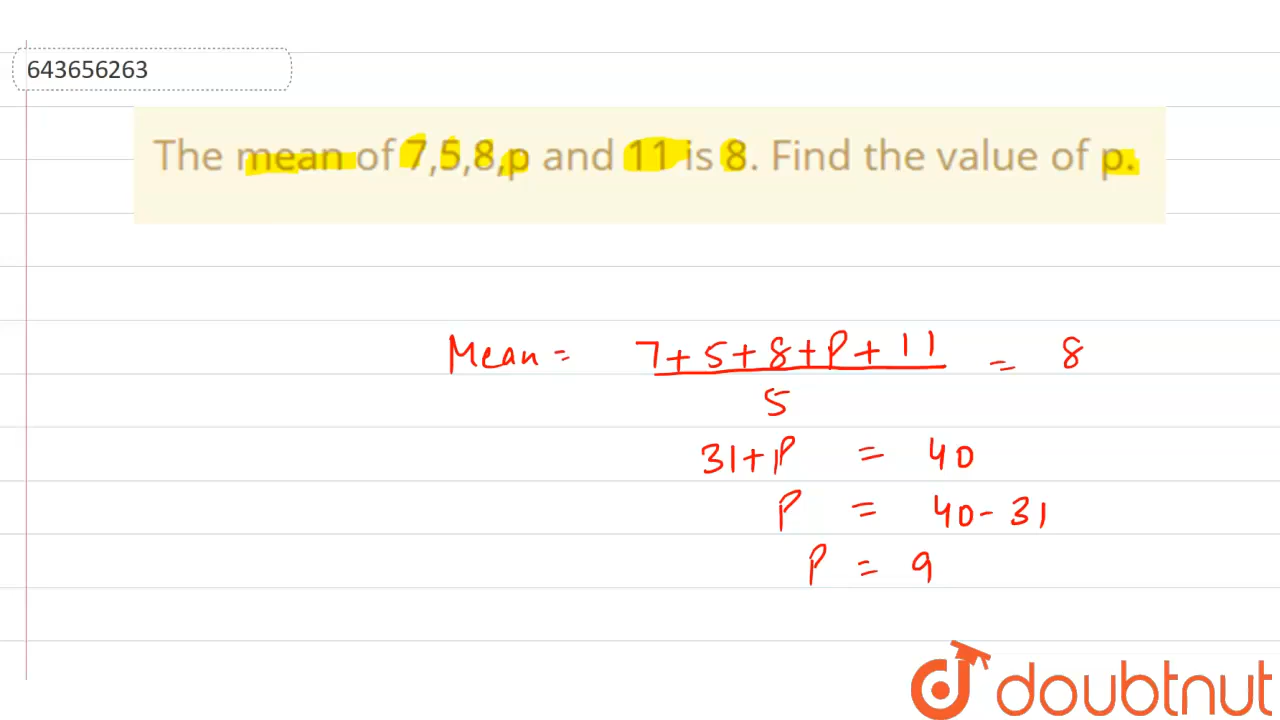 643656263
The mean of 7,5,8,p and 11 is 8. Find the value of p.
Mean = 7+5+8+P+11 = 8
5
31+P = 40
P = 40-31
P = 9
doubtnut